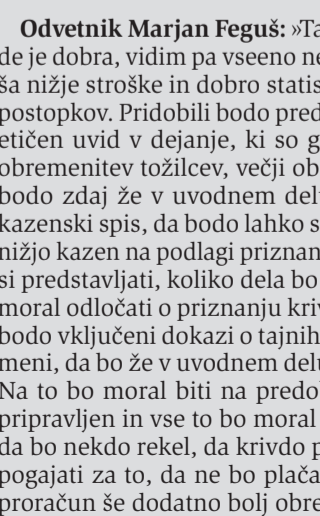 Odvetnik Marjan Feguš: »Ta
de je dobra, vidim pa vseeno ne
ša nižje stroške in dobro statis
postopkov. Pridobili bodo pred
etičen uvid v dejanje, ki so g
obremenitev tožilcev, večji ob
bodo zdaj že v uvodnem del
kazenski spis, da bodo lahko s
nižjo kazen na podlagi priznan
si predstavljati, koliko dela bo
moral odločati o priznanju kriv
bodo vključeni dokazi o tajnih
meni, da bo že v uvodnem delu
Na to bo moral biti na predob
pripravljen in vse to bo moral
da bo nekdo rekel, da krivdo p
pogajati za to, da ne bo plača
proračun še dodatno bolj obre